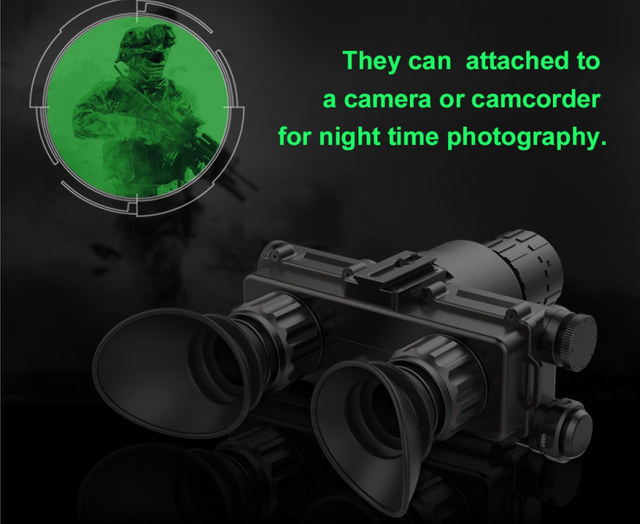 They can  attached to
a camera or camcorder
for night time photography.